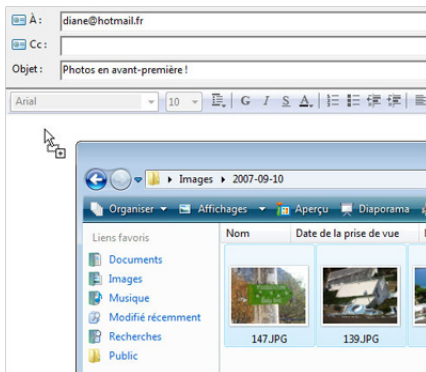 À :
diane@hotmail.fr
Cc :
Objet :
Photos en avant-première !
Arial
10
G I S A
Images ▸ 2007-09-10
Organiser
Affichages
Aperçu
Diaporama
Liens favoris
Nom
Date de la prise de vue
Documents
Images
Musique
Modifié récemment
Recherches
Public
147.JPG
139.JPG